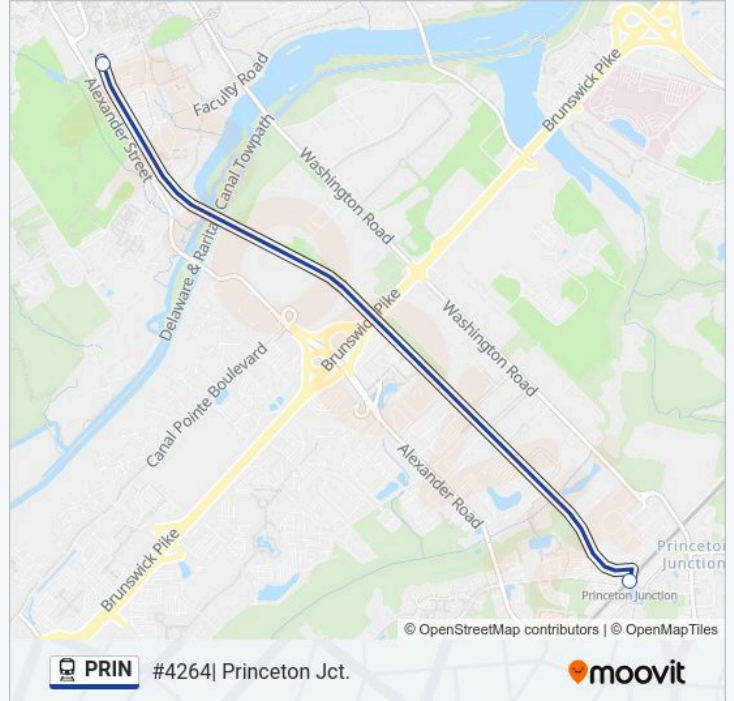 Faculty Road
Brunswick Pike
Alexander Street
Delaware & Raritan Canal Towpath
Washington Road
Brunswick Pike
Washington Road
Canal Pointe Boulevard
Alexander Road
Brunswick Pike
Princeton
Junction
Princeton Junction
© OpenStreetMap contributors | © OpenMapTiles
PRIN #4264| Princeton Jct. moovit